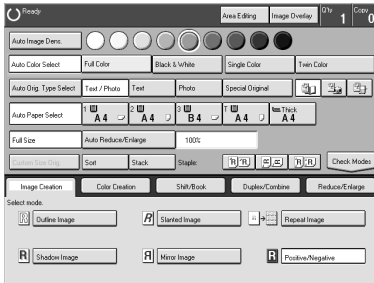 Ready Area Editing Image Overlay Q'ty 1 Copy 0
Auto Image Dens.
Auto Color Select Full Color Black & White Single Color Twin Color
Auto Orig. Type Select Text / Photo Text Photo Special Original
Auto Paper Select 1 A4 2 A4 3 B4 T A4 Thick A4
Full Size Auto Reduce/Enlarge 100%
Custom Size Orig. Sort Stack Staple: Check Modes
Image Creation Color Creation Shift/Book Duplex/Combine Reduce/Enlarge
Select mode.
R Outline Image R Slanted Image Repeat Image
R Shadow Image Я Mirror Image R Positive/Negative